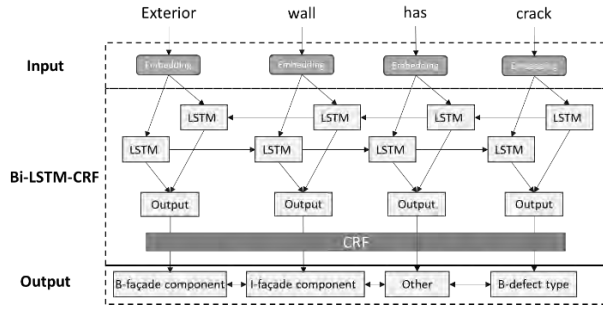 Exterior wall has crack
Input
Embedding Embedding Embedding Embedding
LSTM LSTM LSTM LSTM
LSTM LSTM LSTM LSTM
Bi-LSTM-CRF
Output Output Output Output
CRF
Output
B-façade component I-façade component Other B-defect type